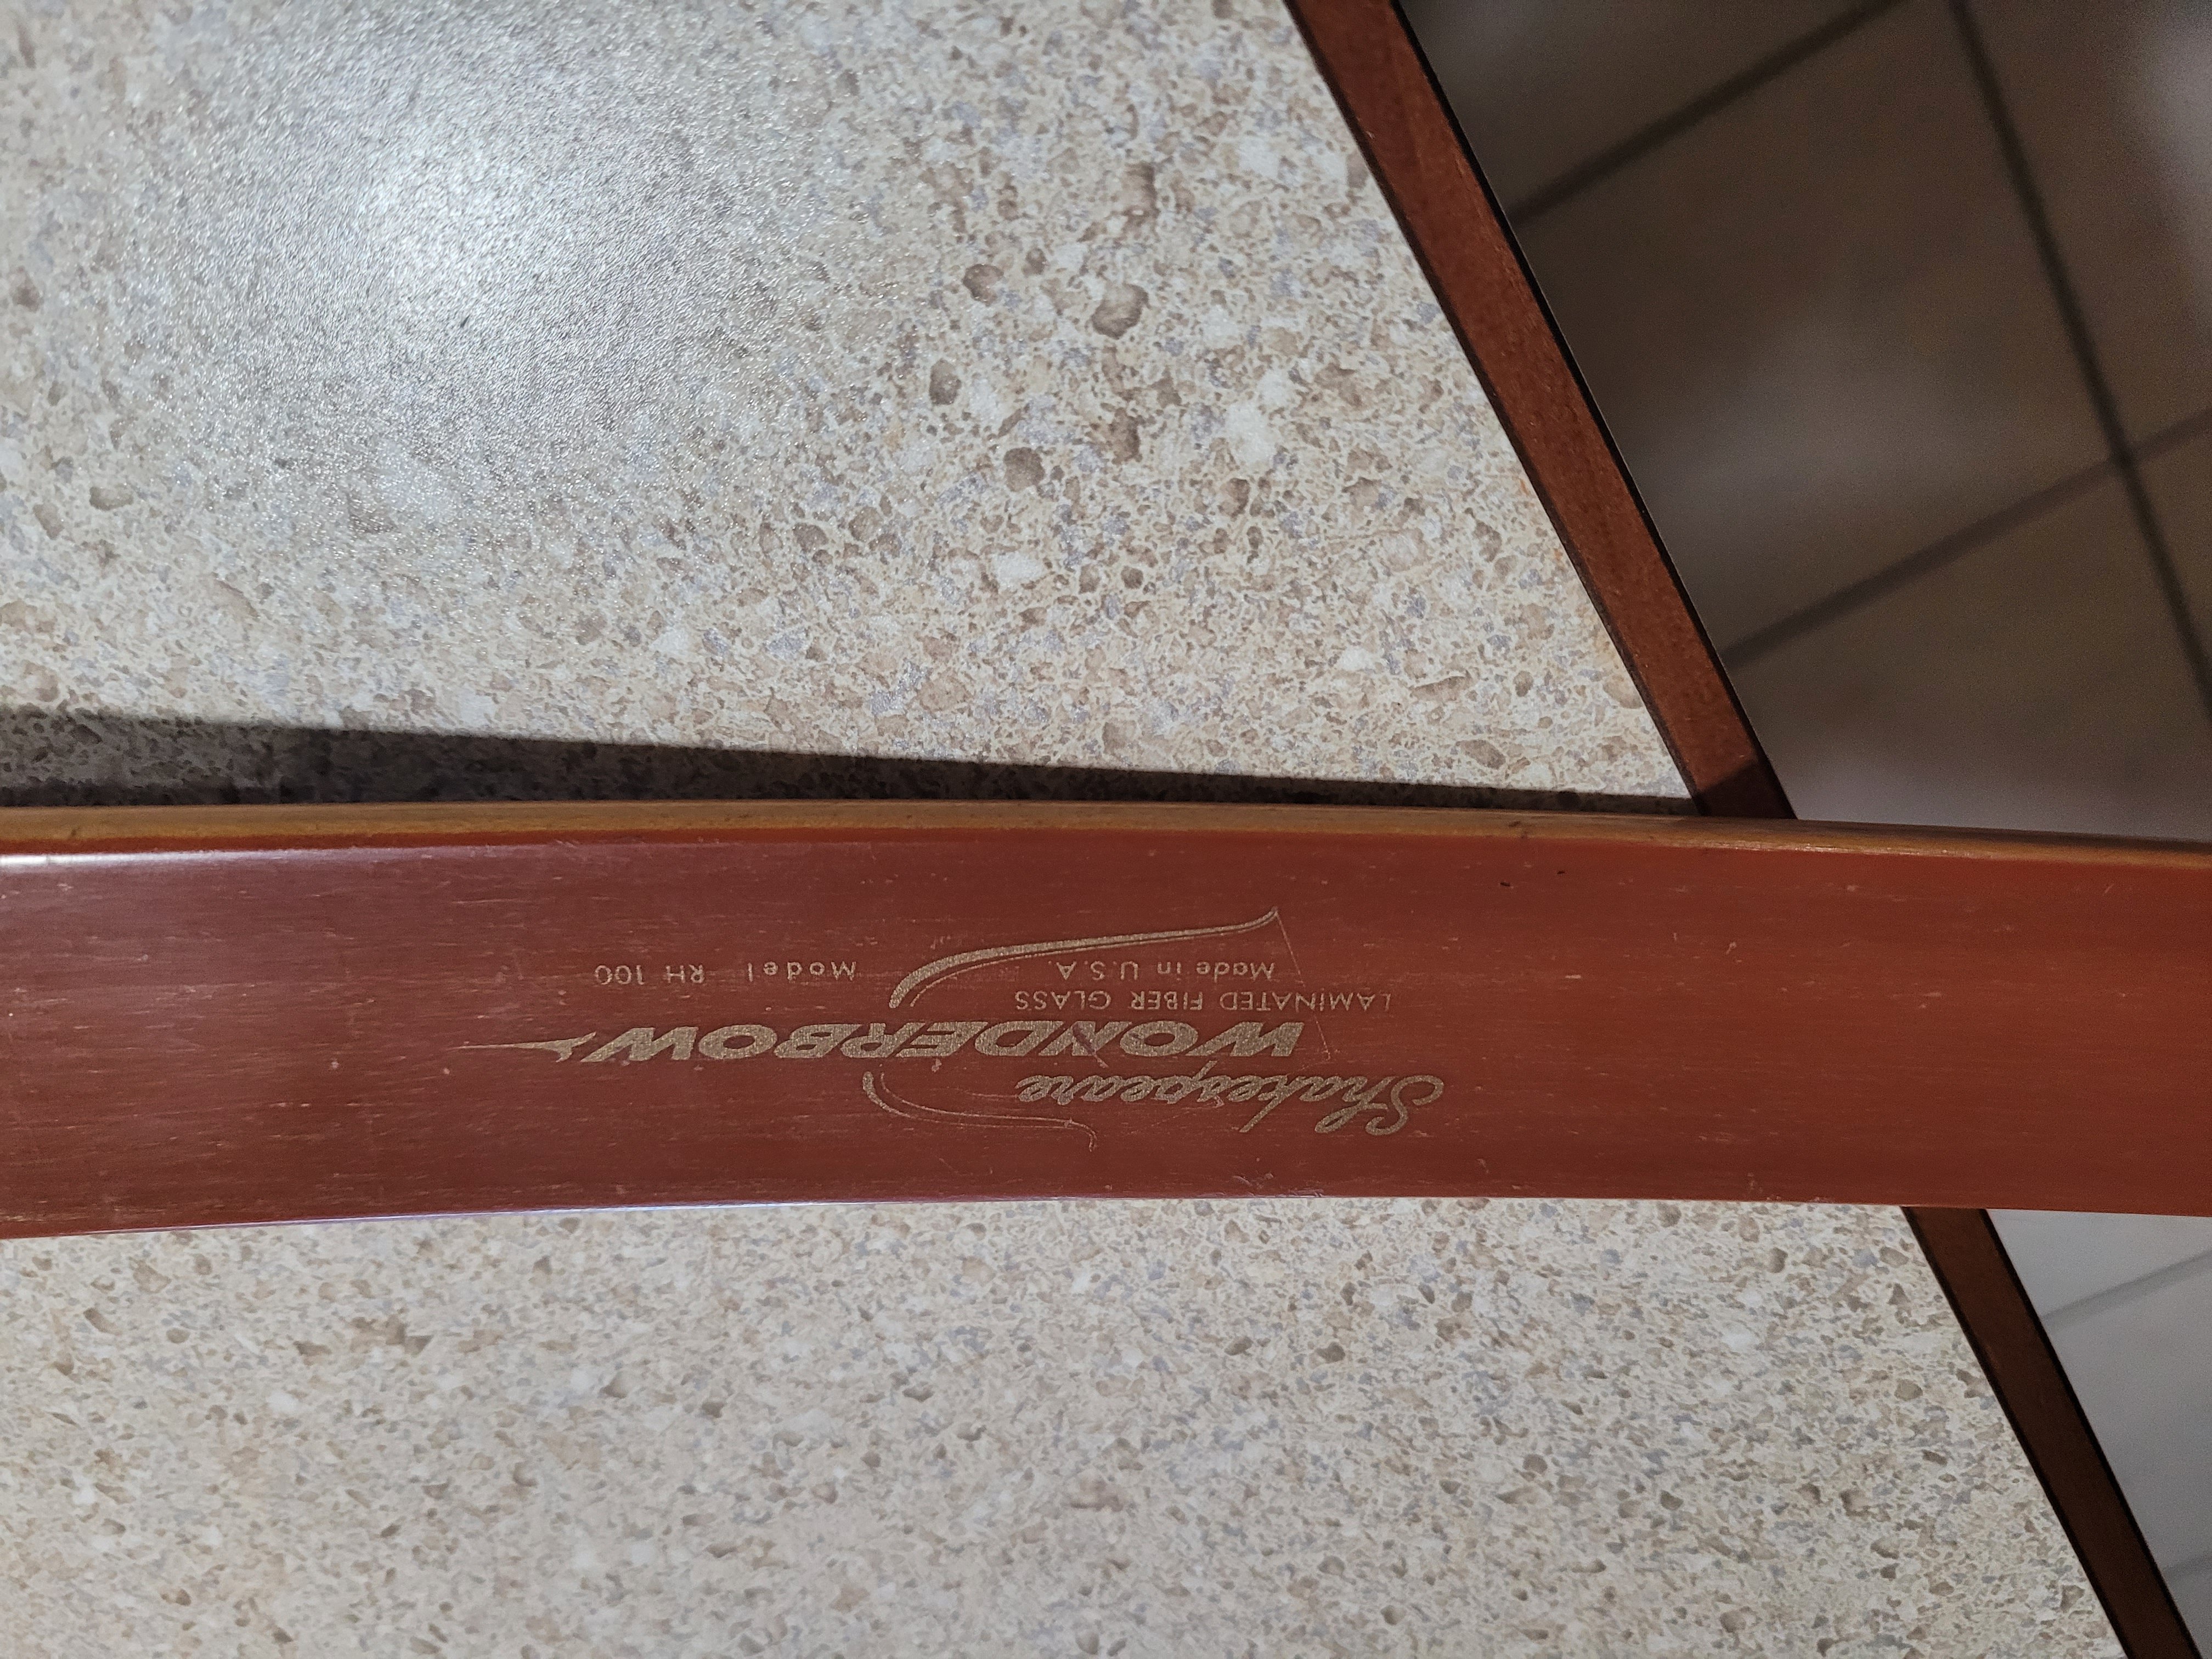 Shakespeare
WONDERBOW
LAMINATED FIBER GLASS
Made in U.S.A.
Model RH 100